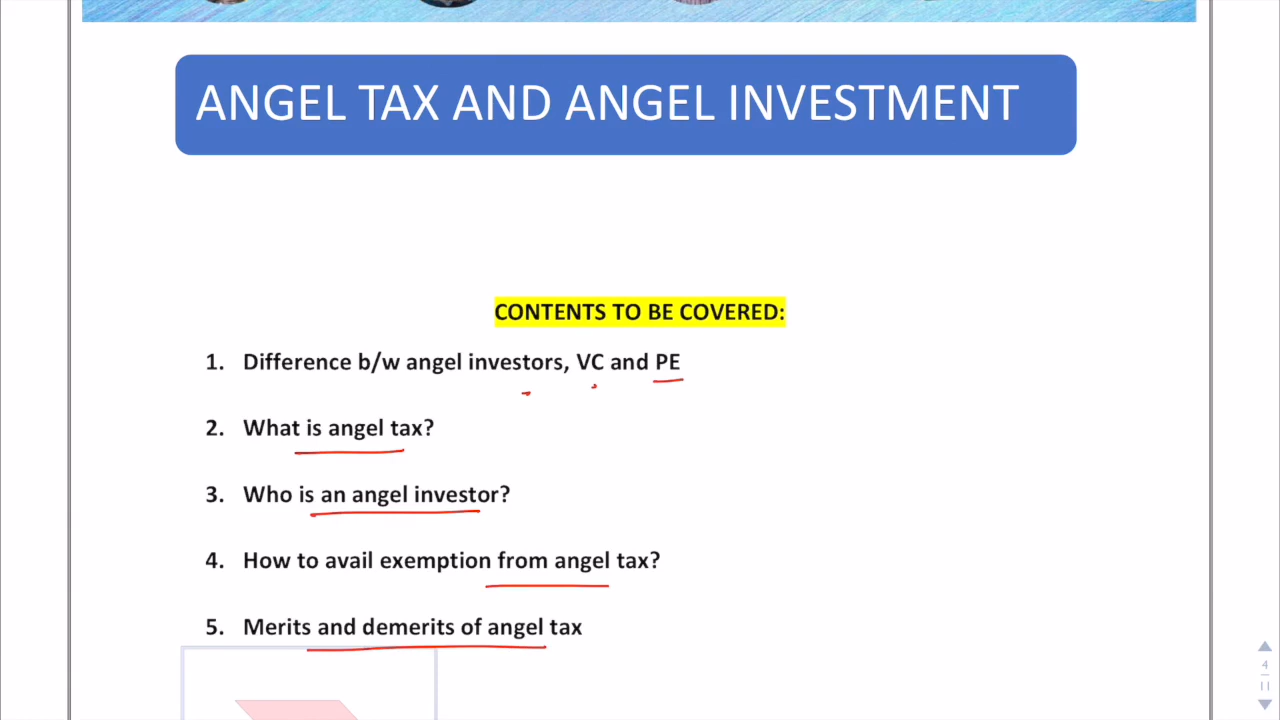 ANGEL TAX AND ANGEL INVESTMENT
CONTENTS TO BE COVERED:
1. Difference b/w angel investors, VC and PE
2. What is angel tax?
3. Who is an angel investor?
4. How to avail exemption from angel tax?
5. Merits and demerits of angel tax
4
11